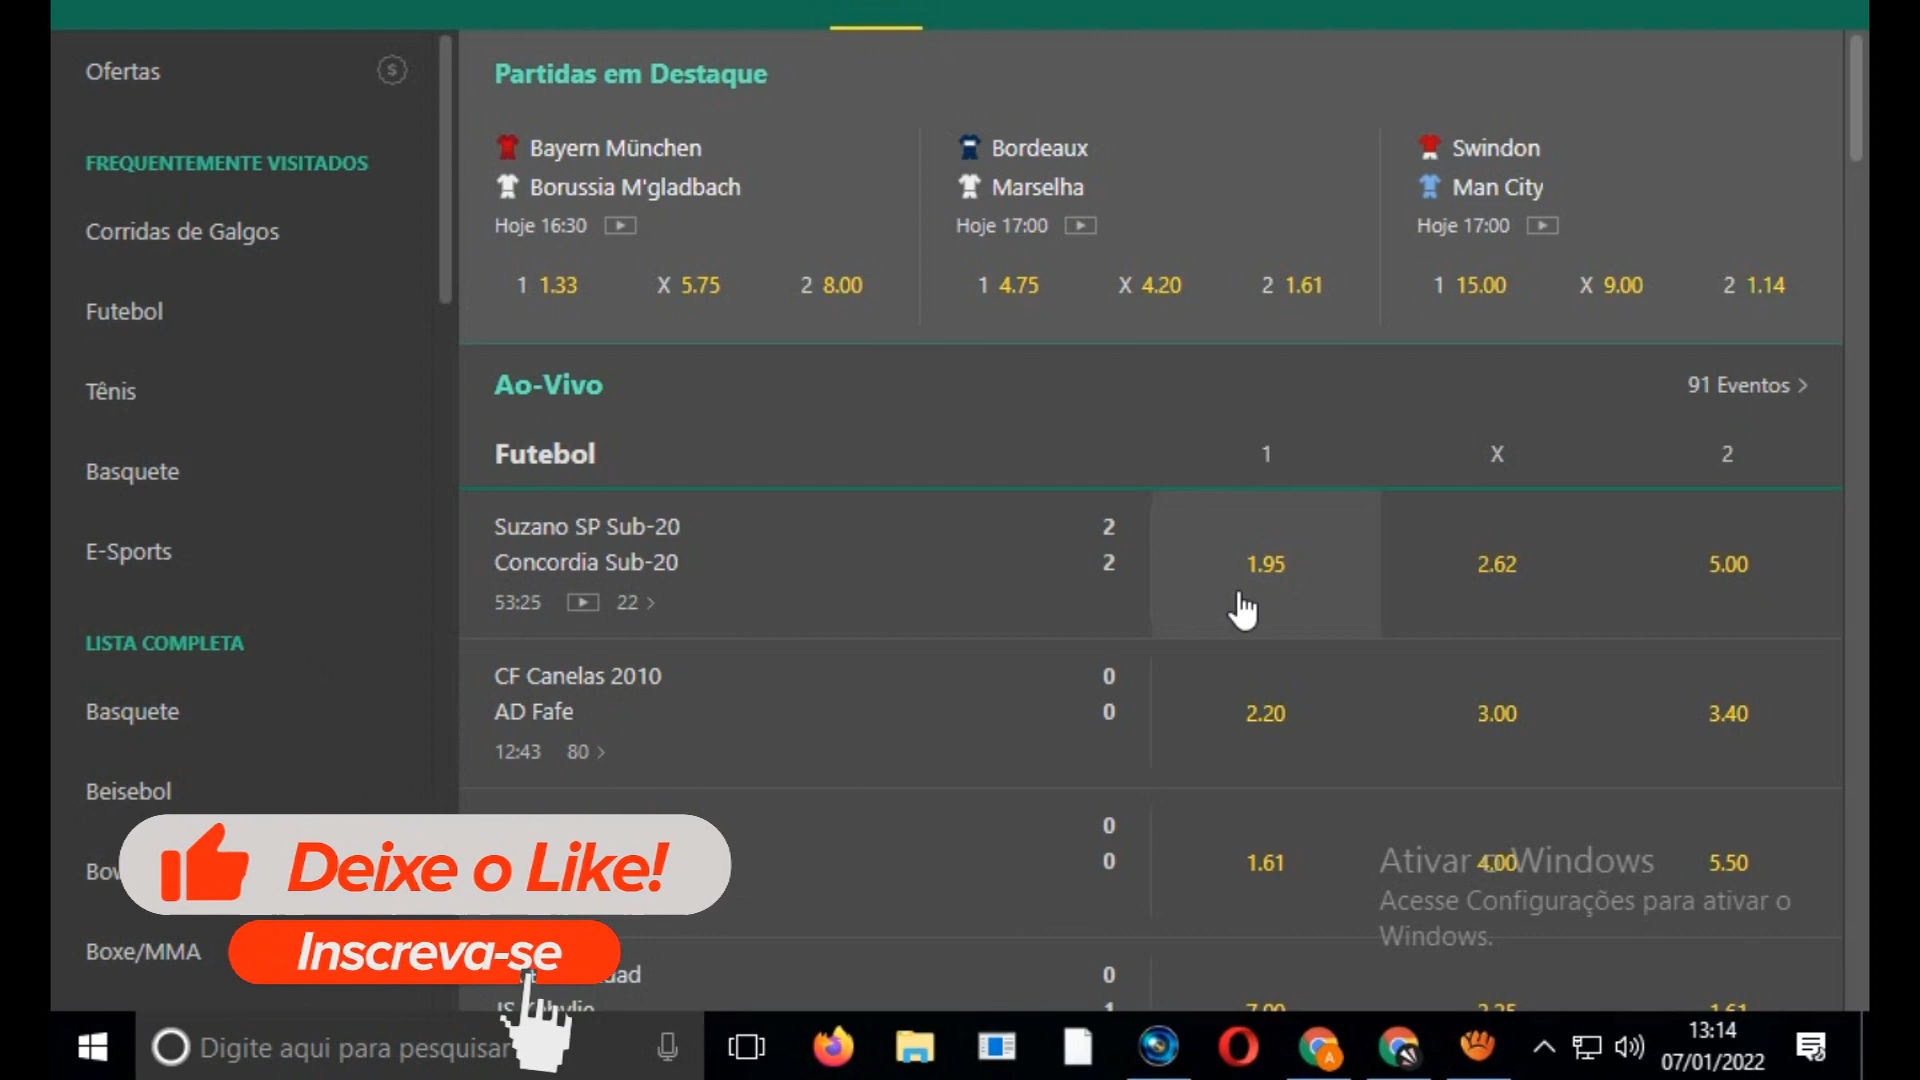 Ofertas
Partidas em Destaque
FREQUENTEMENTE VISITADOS
Corridas de Galgos
Futebol
Tênis
Basquete
E-Sports
LISTA COMPLETA
Basquete
Beisebol
Boxe/MMA
Bayern München
Borussia M'gladbach
Hoje 16:30
1 1.33 X 5.75 2 8.00
Bordeaux
Marselha
Hoje 17:00
1 4.75 X 4.20 2 1.61
Swindon
Man City
Hoje 17:00
1 15.00 X 9.00 2 1.14
Ao-Vivo
91 Eventos >
Futebol 1 X 2
Suzano SP Sub-20 2
Concordia Sub-20 2
1.95 2.62 5.00
53:25 22 >
CF Canelas 2010 0
AD Fafe 0
2.20 3.00 3.40
12:43 80 >
0
0
1.61 4.00 5.50
0
Deixe o Like!
Inscreva-se
Ativar o Windows
Acesse Configurações para ativar o
Windows.
Digite aqui para pesquisar
13:14
07/01/2022